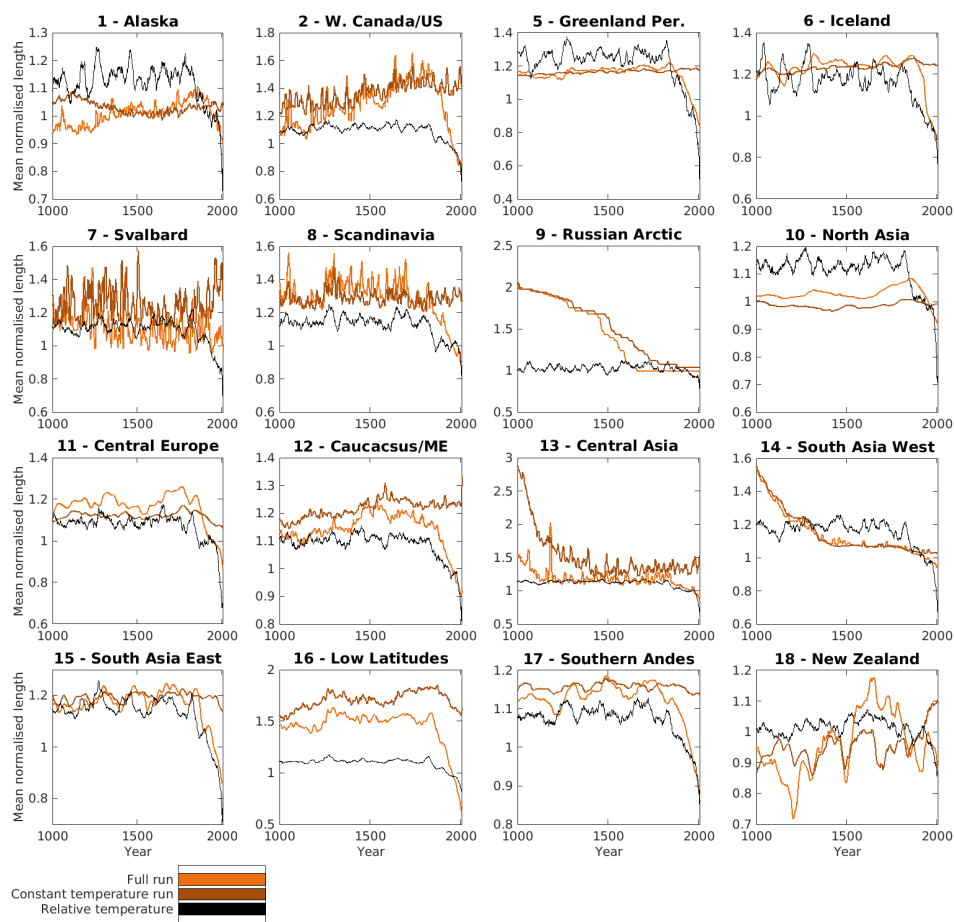 1 - Alaska
2 - W. Canada/US
5 - Greenland Per.
6 - Iceland
Mean normalised length
1.3
1.2
1.1
1
0.9
0.8
0.7
1000 1500 2000
1.8
1.6
1.4
1.2
1
0.8
0.6
1000 1500 2000
1.4
1.2
1
0.8
0.6
0.4
1000 1500 2000
1.4
1.2
1
0.8
0.6
1000 1500 2000
7 - Svalbard
8 - Scandinavia
9 - Russian Arctic
10 - North Asia
Mean normalised length
1.6
1.4
1.2
1
0.8
0.6
1000 1500 2000
1.6
1.4
1.2
1
0.8
0.6
1000 1500 2000
2.5
2
1.5
1
0.5
1000 1500 2000
1.2
1.1
1
0.9
0.8
0.7
0.6
1000 1500 2000
11 - Central Europe
12 - Caucacsus/ME
13 - Central Asia
14 - South Asia West
Mean normalised length
1.4
1.2
1
0.8
0.6
1000 1500 2000
1.4
1.3
1.2
1.1
1
0.9
0.8
1000 1500 2000
3
2.5
2
1.5
1
0.5
1000 1500 2000
1.6
1.4
1.2
1
0.8
0.6
1000 1500 2000
15 - South Asia East
16 - Low Latitudes
17 - Southern Andes
18 - New Zealand
Mean normalised length
1.2
1
0.8
1000 1500 2000
Year
2
1.5
1
0.5
1000 1500 2000
Year
1.2
1.1
1
0.9
0.8
1000 1500 2000
Year
1.2
1.1
1
0.9
0.8
0.7
1000 1500 2000
Year
Full run
Constant temperature run
Relative temperature